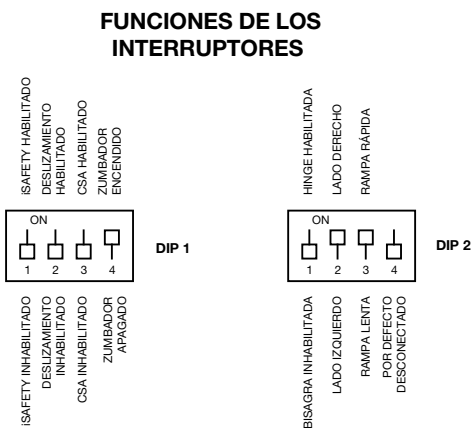 FUNCIONES DE LOS
INTERRUPTORES
iSAFETY HABILITADO
DESLIZAMIENTO
HABILITADO
CSA HABILITADO
ZUMBADOR
ENCENDIDO
ON
1 2 3 4
DIP 1
iSAFETY INHABILITADO
DESLIZAMIENTO
INHABILITADO
CSA INHABILITADO
ZUMBADOR
APAGADO
HINGE HABILITADA
LADO DERECHO
RAMPA RÁPIDA
ON
1 2 3 4
DIP 2
BISAGRA INHABILITADA
LADO IZQUIERDO
RAMPA LENTA
POR DEFECTO
DESCONECTADO